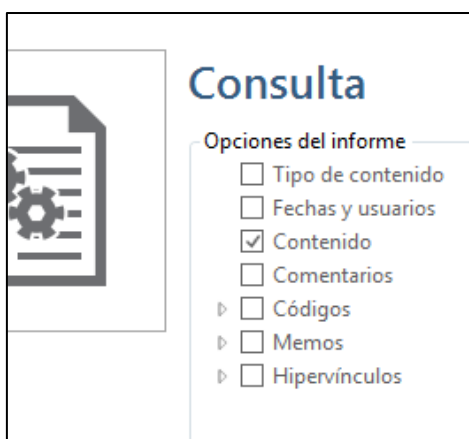 Consulta
Opciones del informe
Tipo de contenido
Fechas y usuarios
Contenido
Comentarios
Códigos
Memos
Hipervínculos